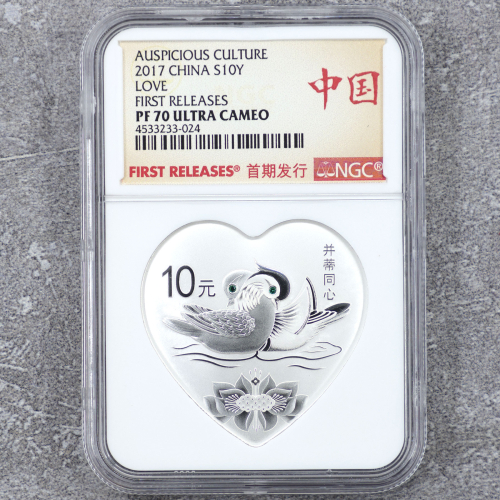 AUSPICIOUS CULTURE
2017 CHINA S10Y
LOVE
FIRST RELEASES
PF 70 ULTRA CAMEO
4533233-024
中国
FIRST RELEASES® 首期发行 NGC®
10元
并蒂同心